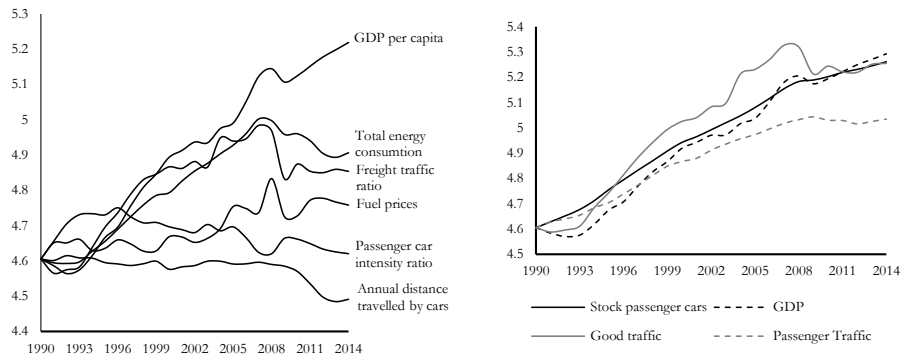 5.3
5.2
5.1
5
4.9
4.8
4.7
4.6
4.5
4.4
1990 1993 1996 1999 2002 2005 2008 2011 2014
GDP per capita
Total energy
consumtion
Freight traffic
ratio
Fuel prices
Passenger car
intensity ratio
Annual distance
travelled by cars
5.4
5.3
5.2
5.1
5
4.9
4.8
4.7
4.6
4.5
1990 1993 1996 1999 2002 2005 2008 2011 2014
Stock passenger cars GDP
Good traffic Passenger Traffic